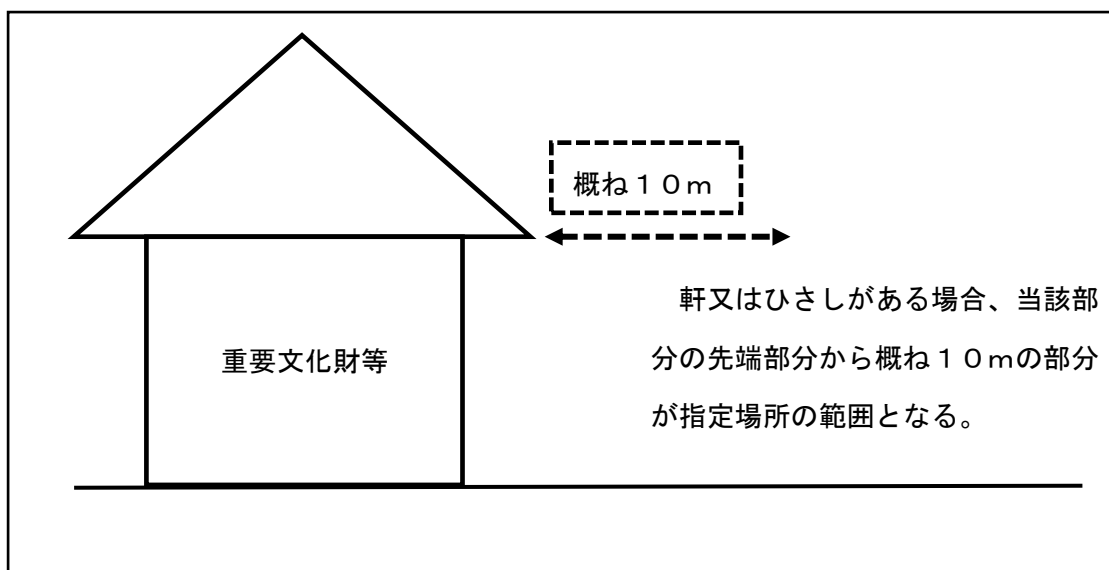 概ね１０ｍ
　軒又はひさしがある場合、当該部
分の先端部分から概ね１０ｍの部分
が指定場所の範囲となる。
重要文化財等